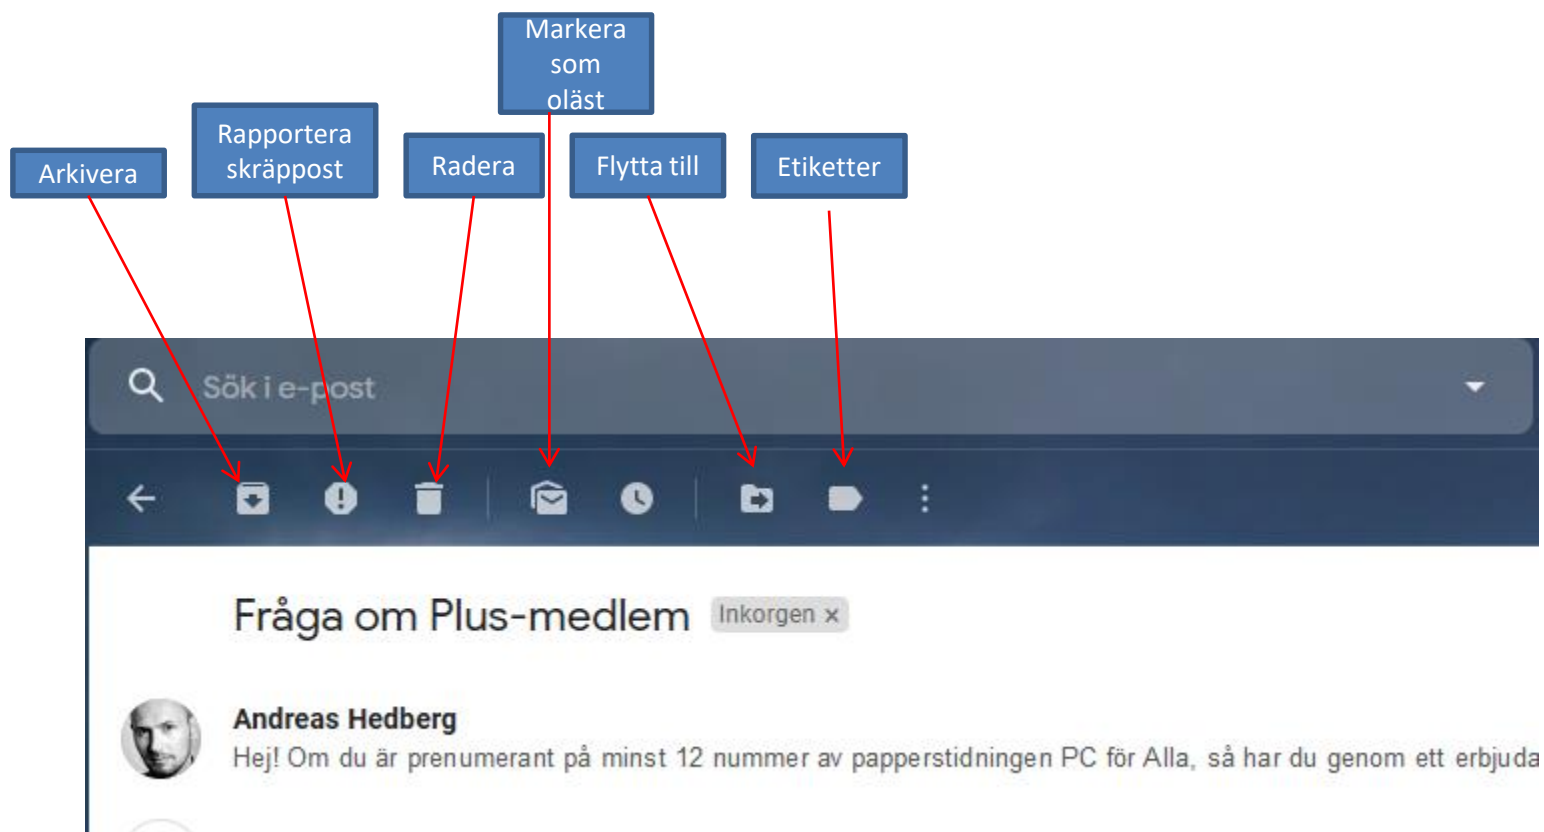 Markera
som
oläst
Rapportera
skräppost
Arkivera
Radera
Flytta till
Etiketter
Sök i e-post
Fråga om Plus-medlem Inkorgen x
Andreas Hedberg
Hej! Om du är prenumerant på minst 12 nummer av papperstidningen PC för Alla, så har du genom ett erbjuda